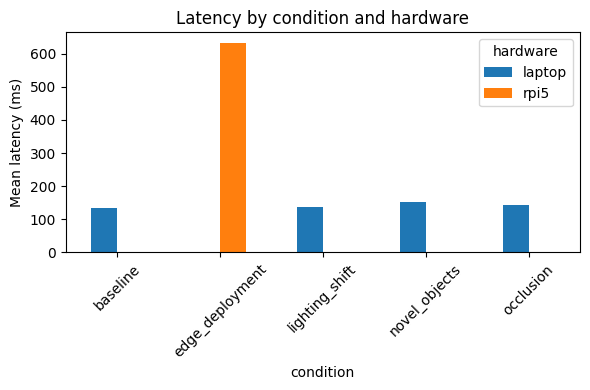 Latency by condition and hardware
Mean latency (ms)
600
500
400
300
200
100
0
hardware
laptop
rpi5
baseline
edge_deployment
lighting_shift
novel_objects
occlusion
condition